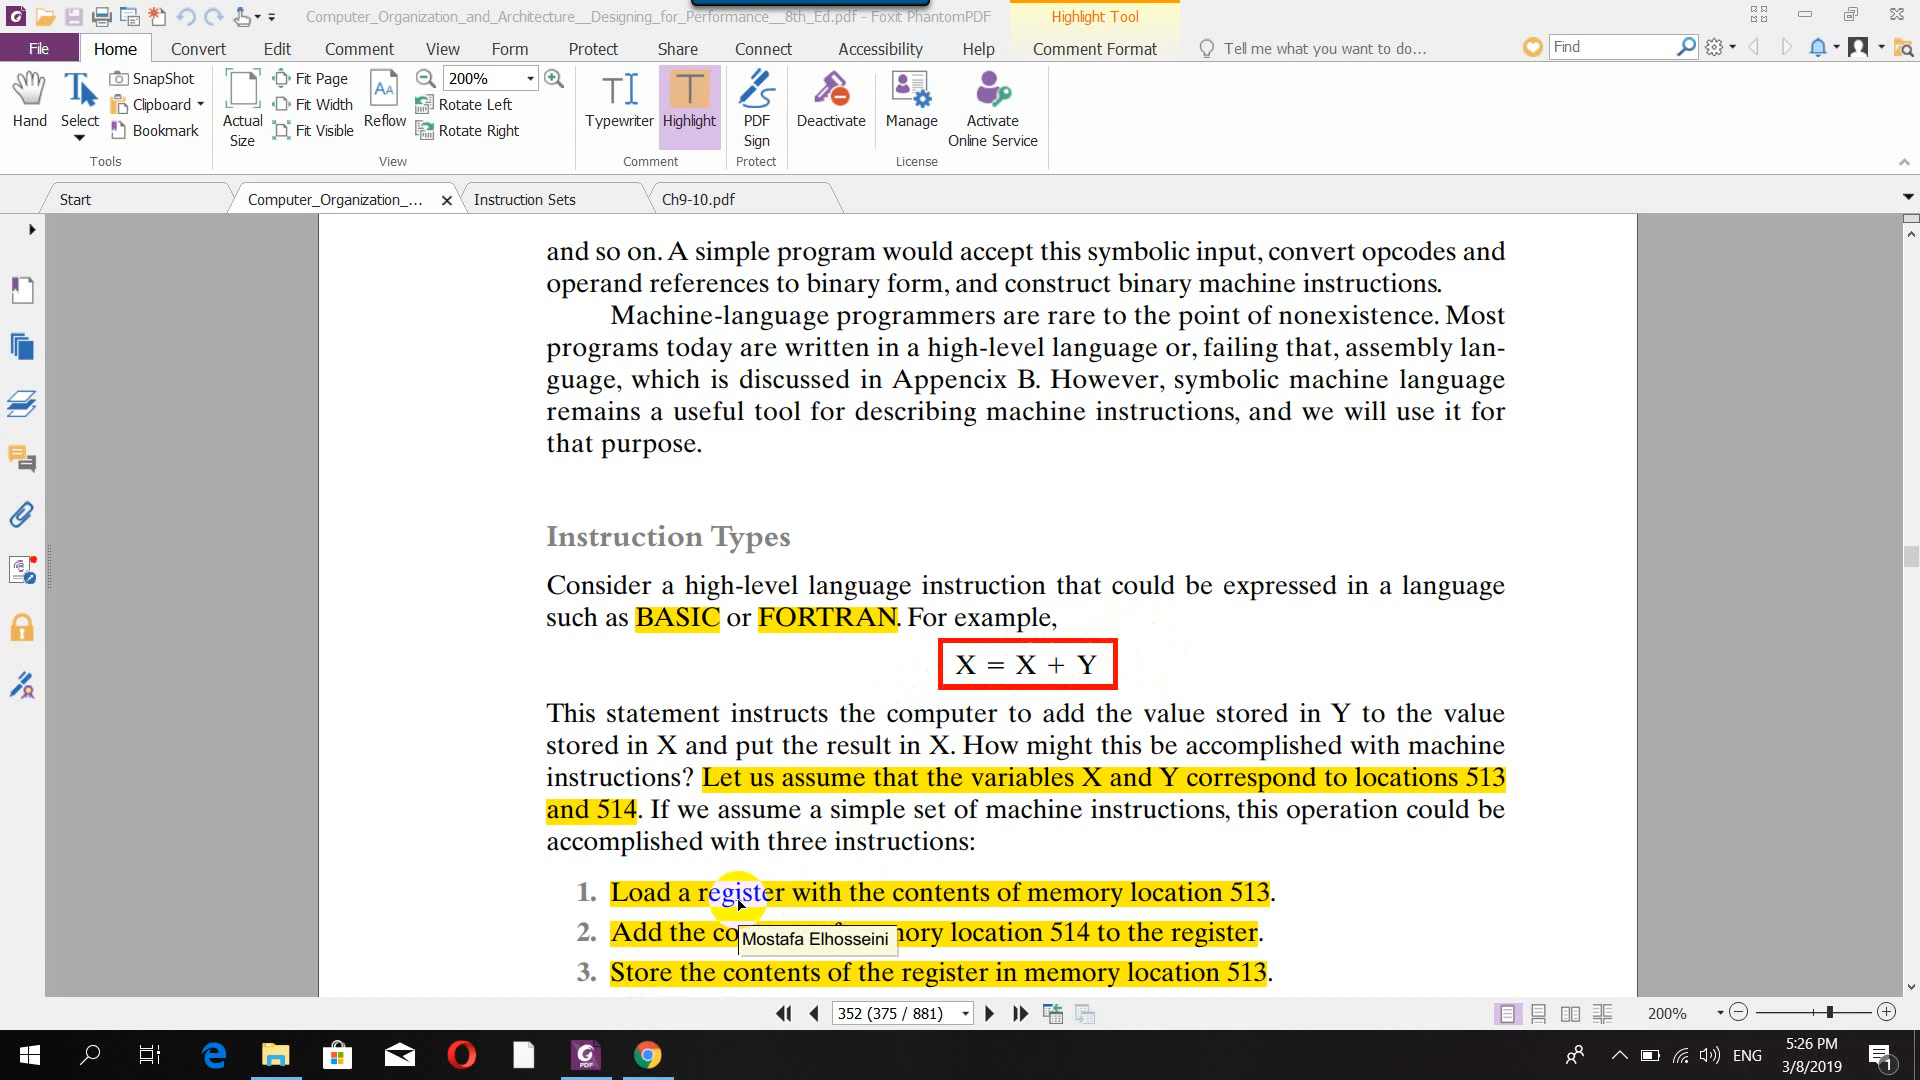 Computer_Organization_and_Architecture__Designing_for_Performance__8th_Ed.pdf - Foxit PhantomPDF
Highlight Tool
File Home Convert Edit Comment View Form Protect Share Connect Accessibility Help Comment Format Tell me what you want to do... Find
Hand
Select
SnapShot
Clipboard
Bookmark
Tools
Actual
Size
Fit Page
Fit Width
Fit Visible
Reflow
200%
Rotate Left
Rotate Right
View
Typewriter
Highlight
Comment
PDF
Sign
Protect
Deactivate
Manage
Activate
Online Service
License
Start Computer_Organization_... Instruction Sets Ch9-10.pdf
and so on. A simple program would accept this symbolic input, convert opcodes and
operand references to binary form, and construct binary machine instructions.
Machine-language programmers are rare to the point of nonexistence. Most
programs today are written in a high-level language or, failing that, assembly lan-
guage, which is discussed in Appencix B. However, symbolic machine language
remains a useful tool for describing machine instructions, and we will use it for
that purpose.
Instruction Types
Consider a high-level language instruction that could be expressed in a language
such as BASIC or FORTRAN. For example,
X = X + Y
This statement instructs the computer to add the value stored in Y to the value
stored in X and put the result in X. How might this be accomplished with machine
instructions? Let us assume that the variables X and Y correspond to locations 513
and 514. If we assume a simple set of machine instructions, this operation could be
accomplished with three instructions:
1. Load a register with the contents of memory location 513.
2. Add the co mory location 514 to the register.
Mostafa Elhosseini
3. Store the contents of the register in memory location 513.
352 (375 / 881)
200%
ENG
5:26 PM
3/8/2019
1